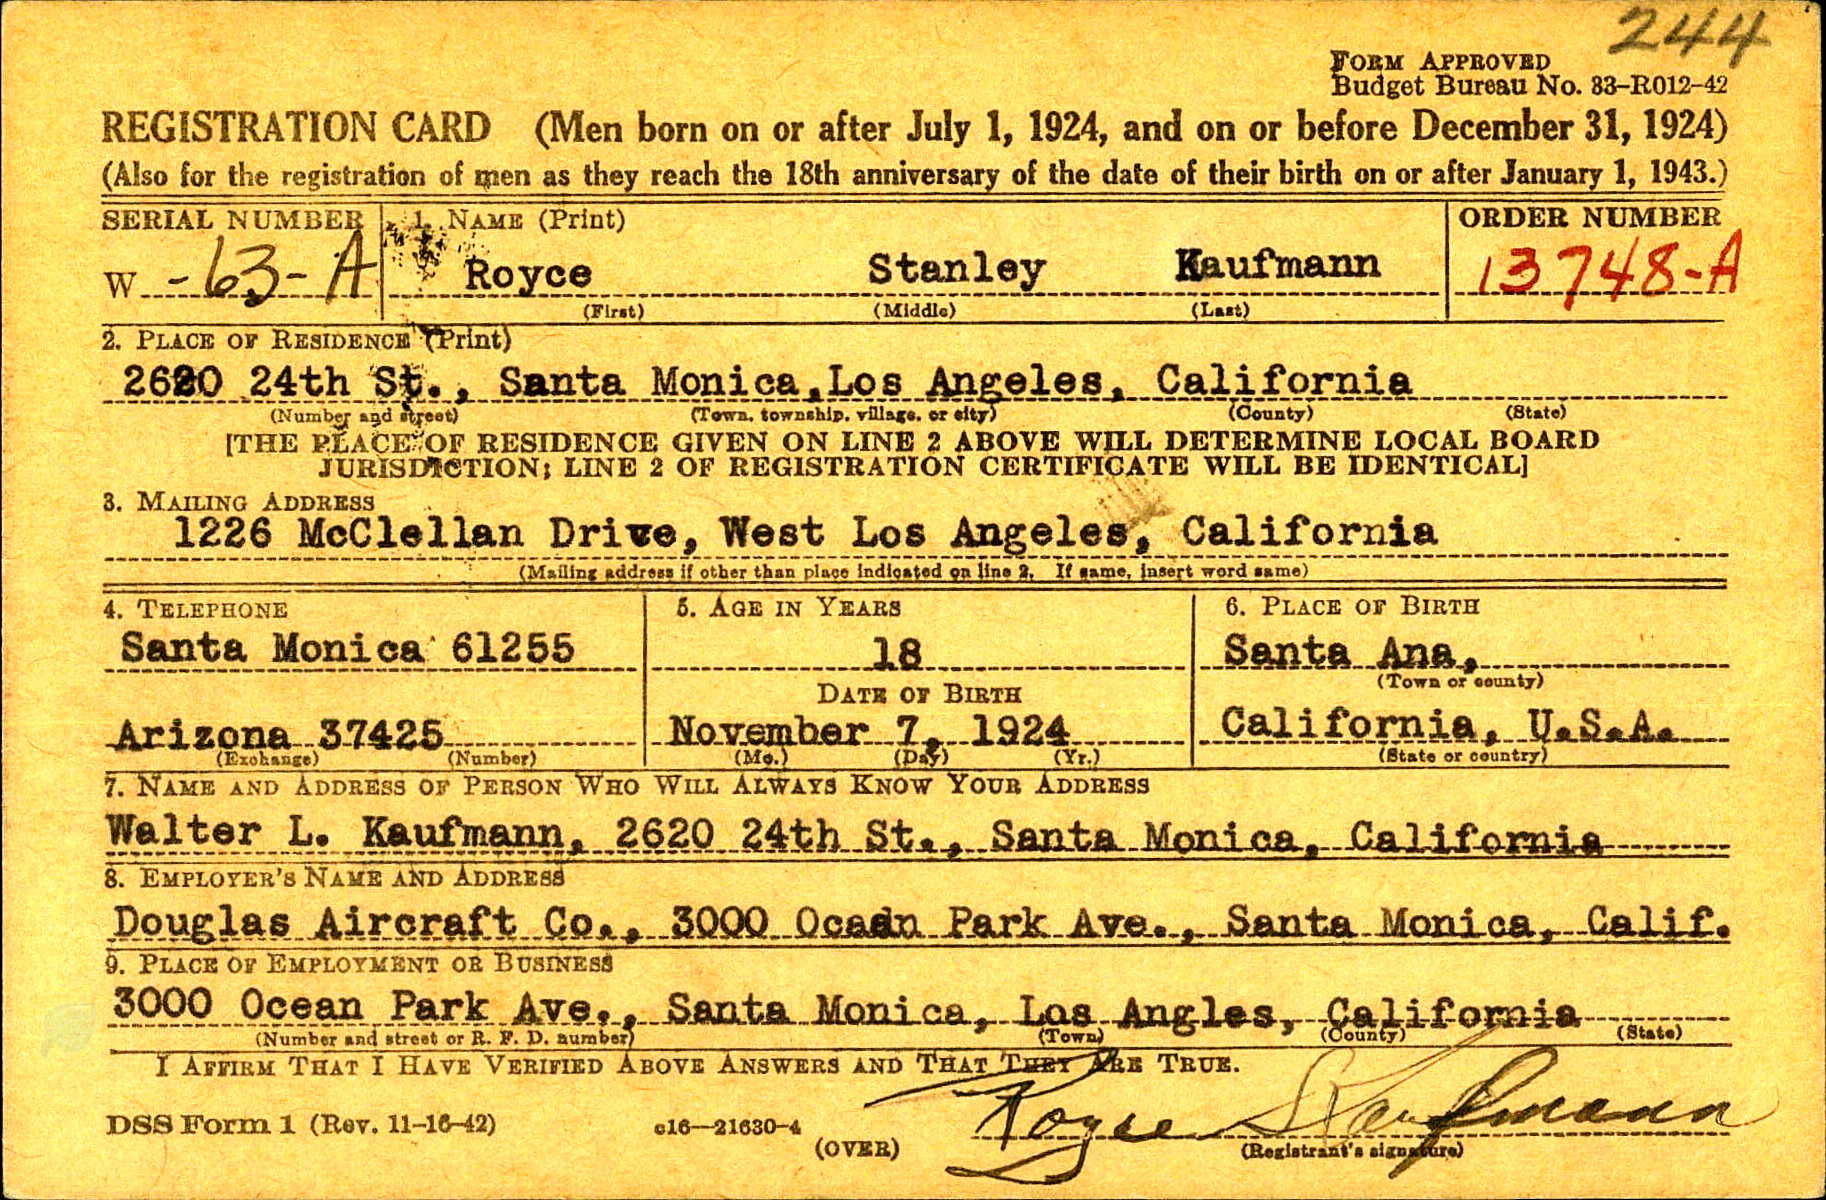 244
FORM APPROVED
Budget Bureau No. 33-R012-42
REGISTRATION CARD (Men born on or after July 1, 1924, and on or before December 31, 1924)
(Also for the registration of men as they reach the 18th anniversary of the date of their birth on or after January 1, 1943.)
SERIAL NUMBER 1. NAME (Print) ORDER NUMBER
W -63-A Royce Stanley Kaufmann 13748-A
(First) (Middle) (Last)
2. PLACE OF RESIDENCE (Print)
2620 24th St., Santa Monica,Los Angeles, California
(Number and street) (Town, township, village, or city) (County) (State)
[THE PLACE OF RESIDENCE GIVEN ON LINE 2 ABOVE WILL DETERMINE LOCAL BOARD
JURISDICTION; LINE 2 OF REGISTRATION CERTIFICATE WILL BE IDENTICAL]
3. MAILING ADDRESS
1226 McClellan Drive, West Los Angeles, California
(Mailing address if other than place indicated on line 2. If same, insert word same)
4. TELEPHONE 5. AGE IN YEARS 6. PLACE OF BIRTH
Santa Monica 61255 18 Santa Ana,
(Town or county)
DATE OF BIRTH
Arizona 37425 November 7, 1924 California, U.S.A.
(Exchange) (Number) (Mo.) (Day) (Yr.) (State or country)
7. NAME AND ADDRESS OF PERSON WHO WILL ALWAYS KNOW YOUR ADDRESS
Walter L. Kaufmann, 2620 24th St., Santa Monica, California
8. EMPLOYER'S NAME AND ADDRESS
Douglas Aircraft Co., 3000 Ocean Park Ave., Santa Monica, Calif.
9. PLACE OF EMPLOYMENT OR BUSINESS
3000 Ocean Park Ave., Santa Monica, Los Angles, California
(Number and street or R. F. D. number) (Town) (County) (State)
I AFFIRM THAT I HAVE VERIFIED ABOVE ANSWERS AND THAT THEY ARE TRUE.
DSS Form 1 (Rev. 11-16-42) c16—21630-4 Royce S Kaufmann
(OVER) (Registrant's signature)